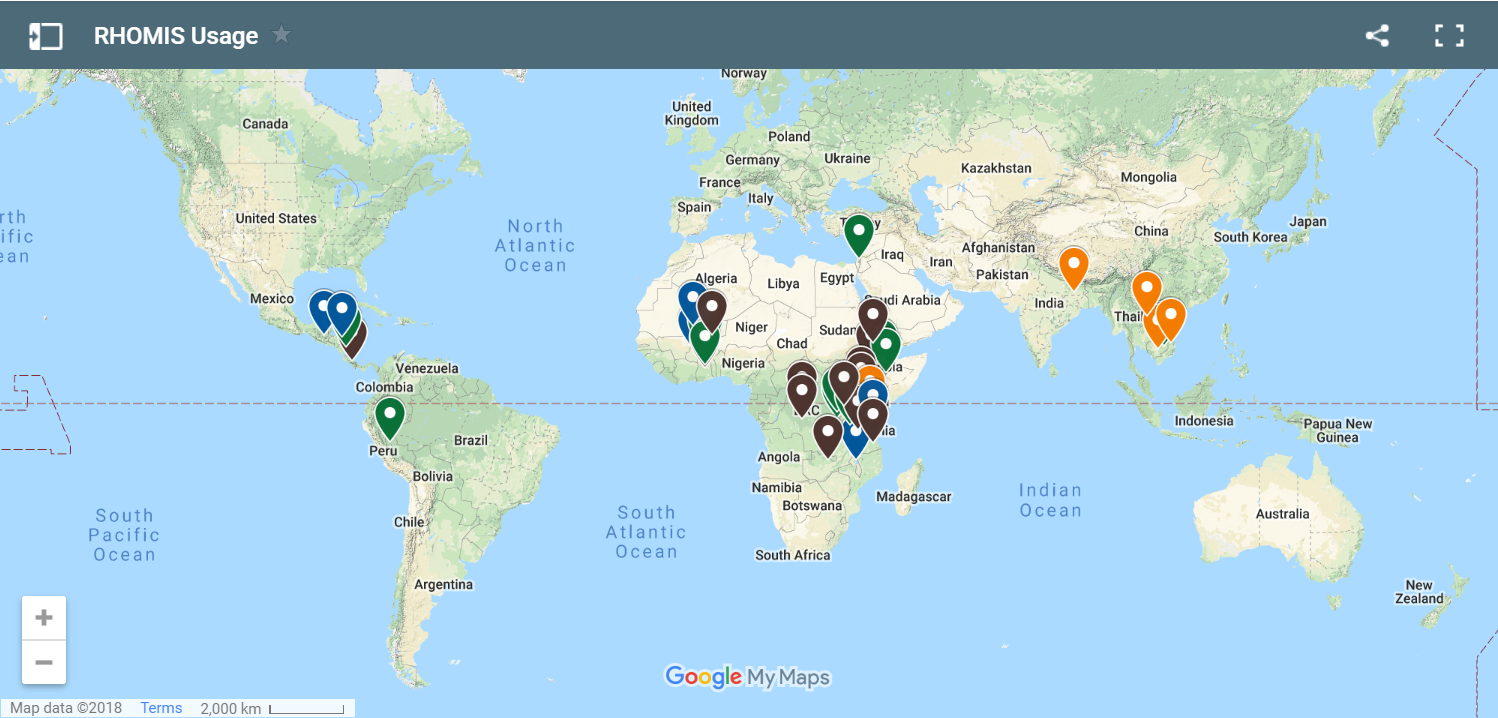 RHOMIS Usage
Norway
United
Kingdom
Canada
Poland
Germany
Ukraine
Kazakhstan
Mongolia
France
Italy
Spain
United States
North
Atlantic
Ocean
Japan
China
South Korea
Afghanistan
Iraq
Iran
Pakistan
Algeria
Libya
Egypt
Mexico
India
Saudi Arabia
Niger
Sudan
Chad
Nigeria
Venezuela
Colombia
Indonesia
Papua New
Guinea
Brazil
Peru
Angola
Bolivia
Namibia
Botswana
Madagascar
Indian
Ocean
South
Pacific
Ocean
South
Atlantic
Ocean
Chile
Australia
South Africa
Argentina
New
Zealand
+
−
Google My Maps
Map data ©2018 Terms 2,000 km